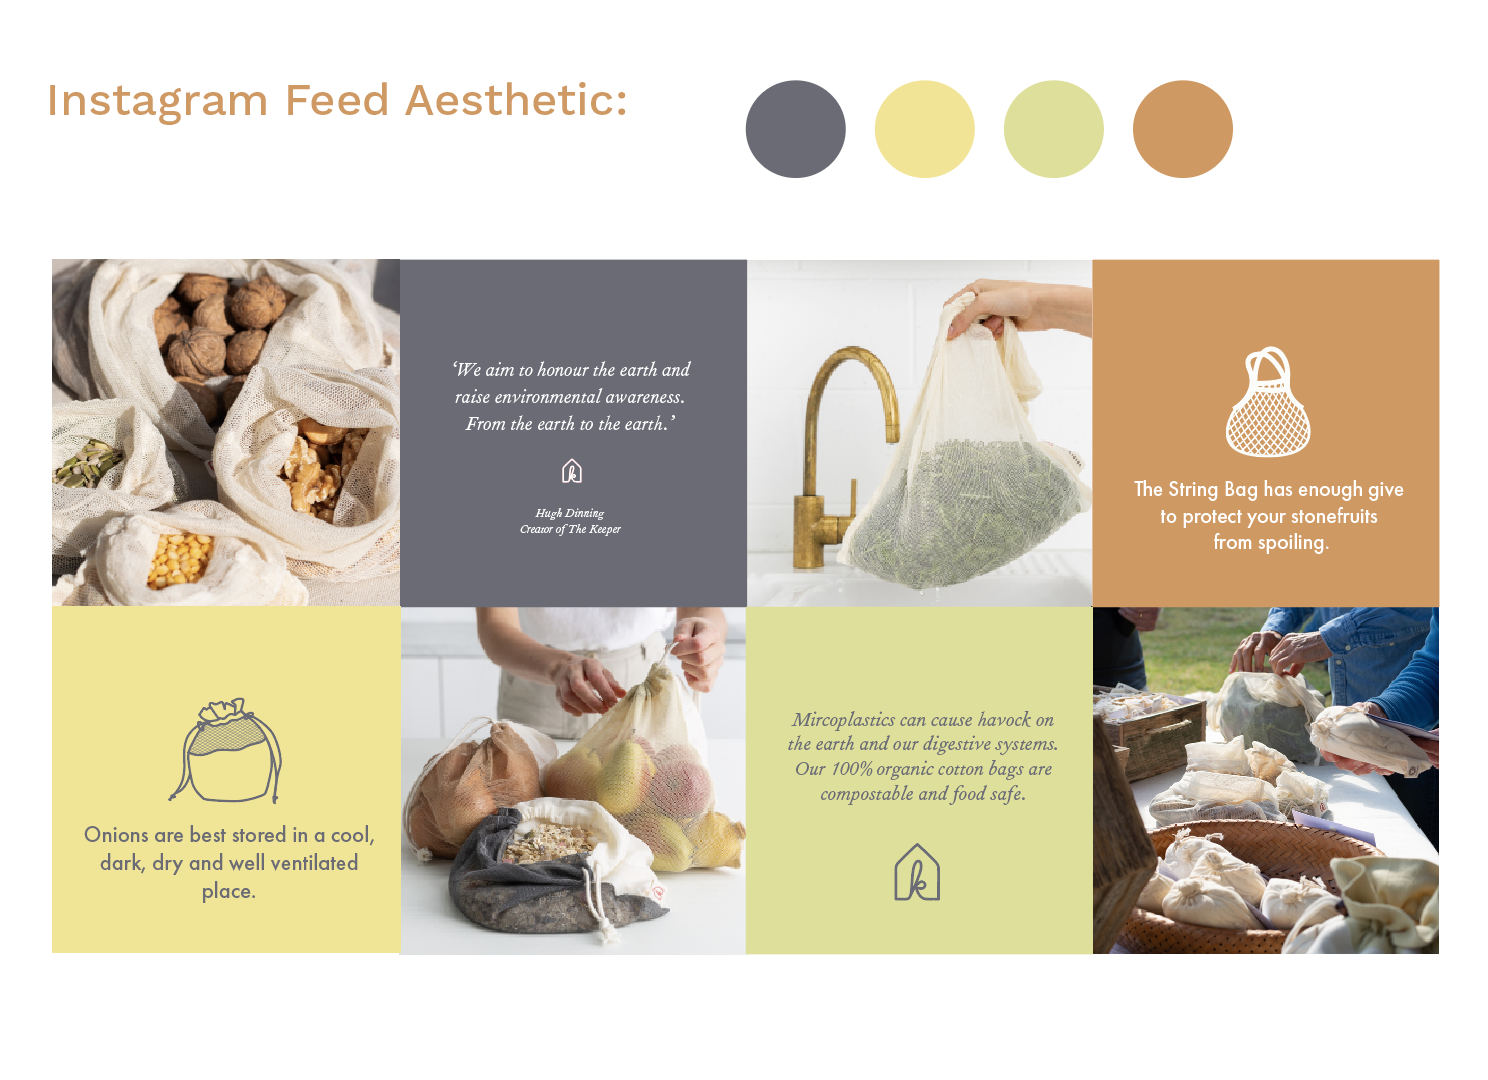 Instagram Feed Aesthetic:
‘We aim to honour the earth and
raise environmental awareness.
From the earth to the earth.’
k
Hugh Dinning
Creator of The Keeper
The String Bag has enough give
to protect your stonefruits
from spoiling.
Onions are best stored in a cool,
dark, dry and well ventilated
place.
Mircoplastics can cause havock on
the earth and our digestive systems.
Our 100% organic cotton bags are
compostable and food safe.
k